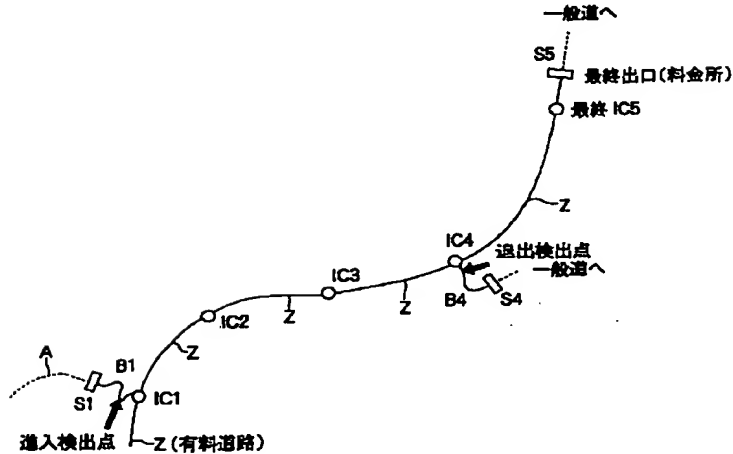 一般道へ
S5
最終出口(料金所)
最終 IC5
Z
IC4
退出検出点
一般道へ
IC3
B4
S4
Z
Z
IC2
Z
A
B1
S1
IC1
進入検出点
Z(有料道路)